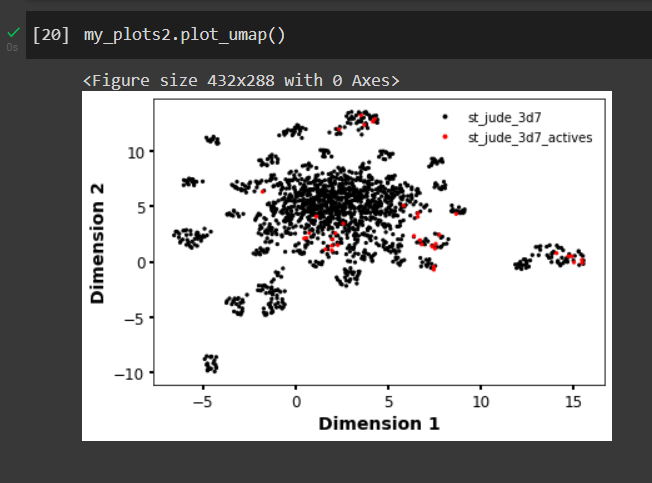 [20] my_plots2.plot_umap()
0s
<Figure size 432x288 with 0 Axes>
st_jude_3d7
st_jude_3d7_actives
10
5
0
−5
−10
Dimension 2
−5 0 5 10 15
Dimension 1